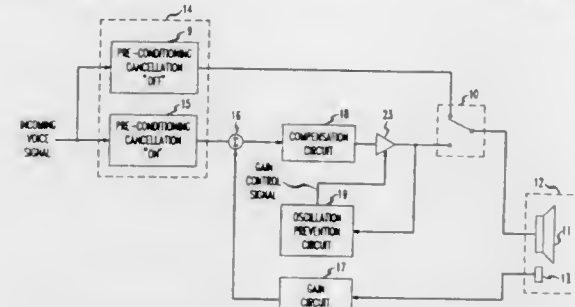 14
9
PRE-CONDITIONING
CANCELLATION
"OFF"
15
PRE-CONDITIONING
CANCELLATION
"ON"
INCOMING
VOICE
SIGNAL
16
Σ
18
COMPENSATION
CIRCUIT
23
10
GAIN
CONTROL
SIGNAL
19
OSCILLATION
PREVENTION
CIRCUIT
12
11
13
17
GAIN
CIRCUIT